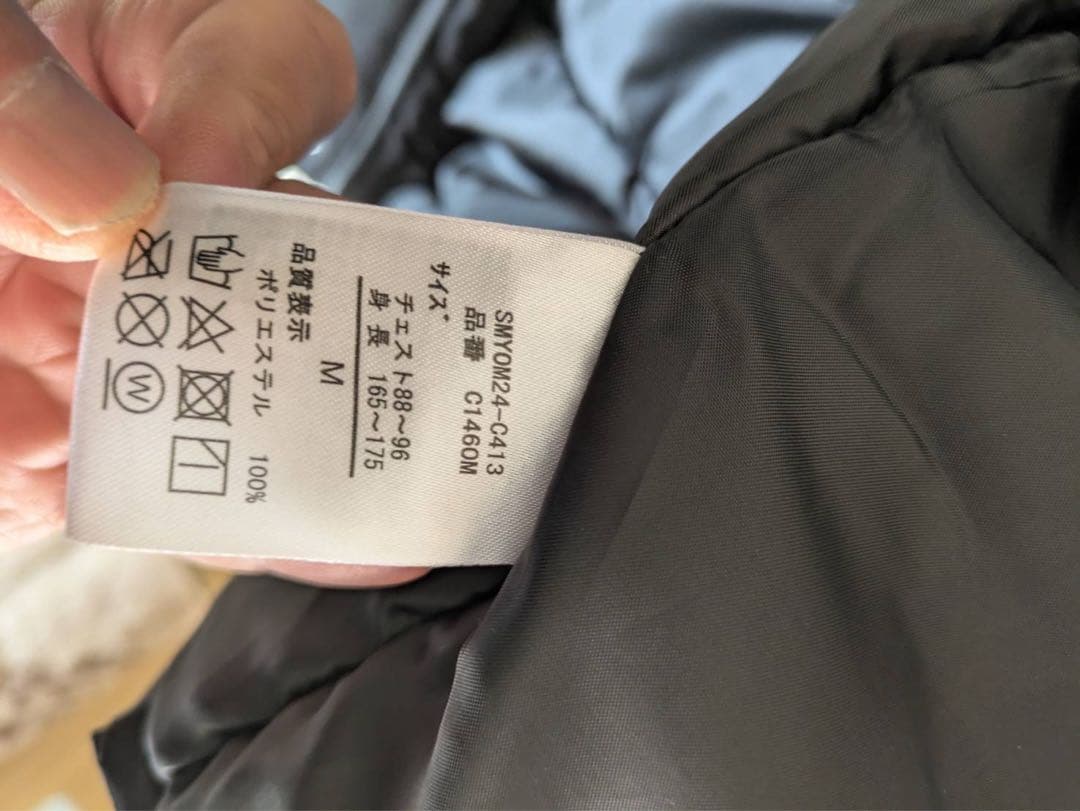 SMYOM24-C413
品番 C1460M
サイズ
チェスト88～96
身長 165～175
M
品質表示
ポリエステル 100%
W